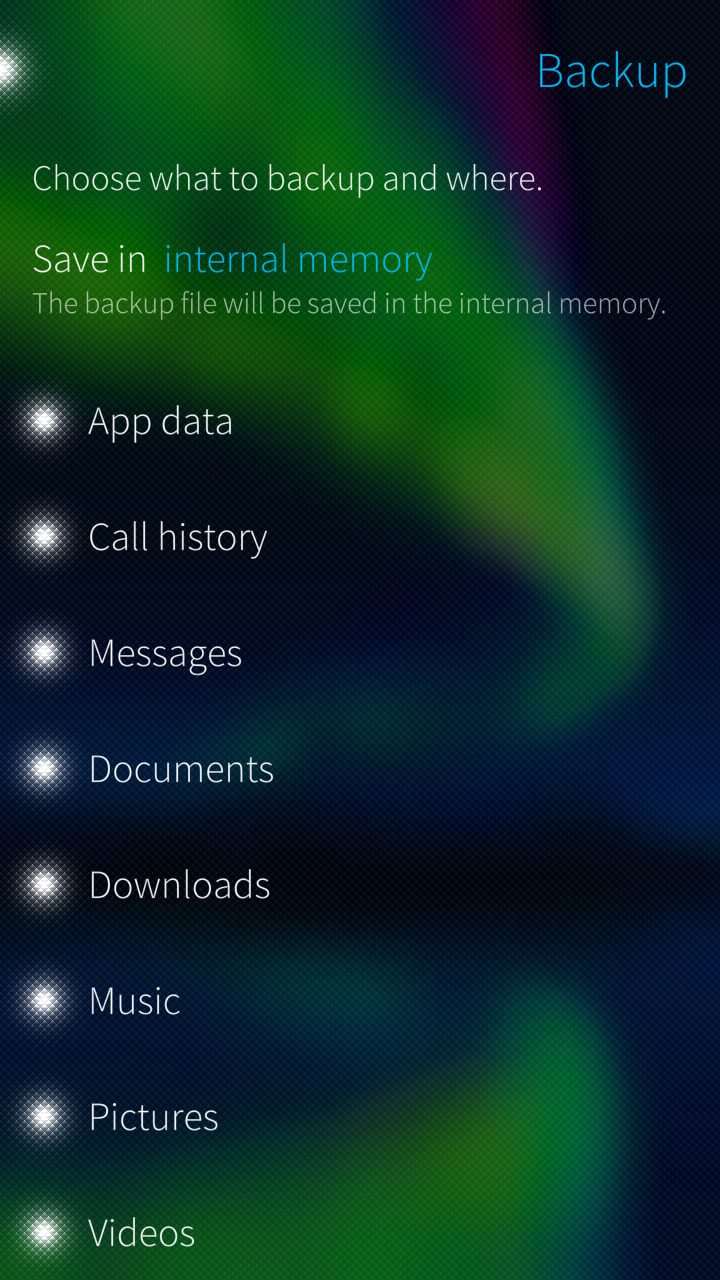 Backup
Choose what to backup and where.
Save in internal memory
The backup file will be saved in the internal memory.
App data
Call history
Messages
Documents
Downloads
Music
Pictures
Videos